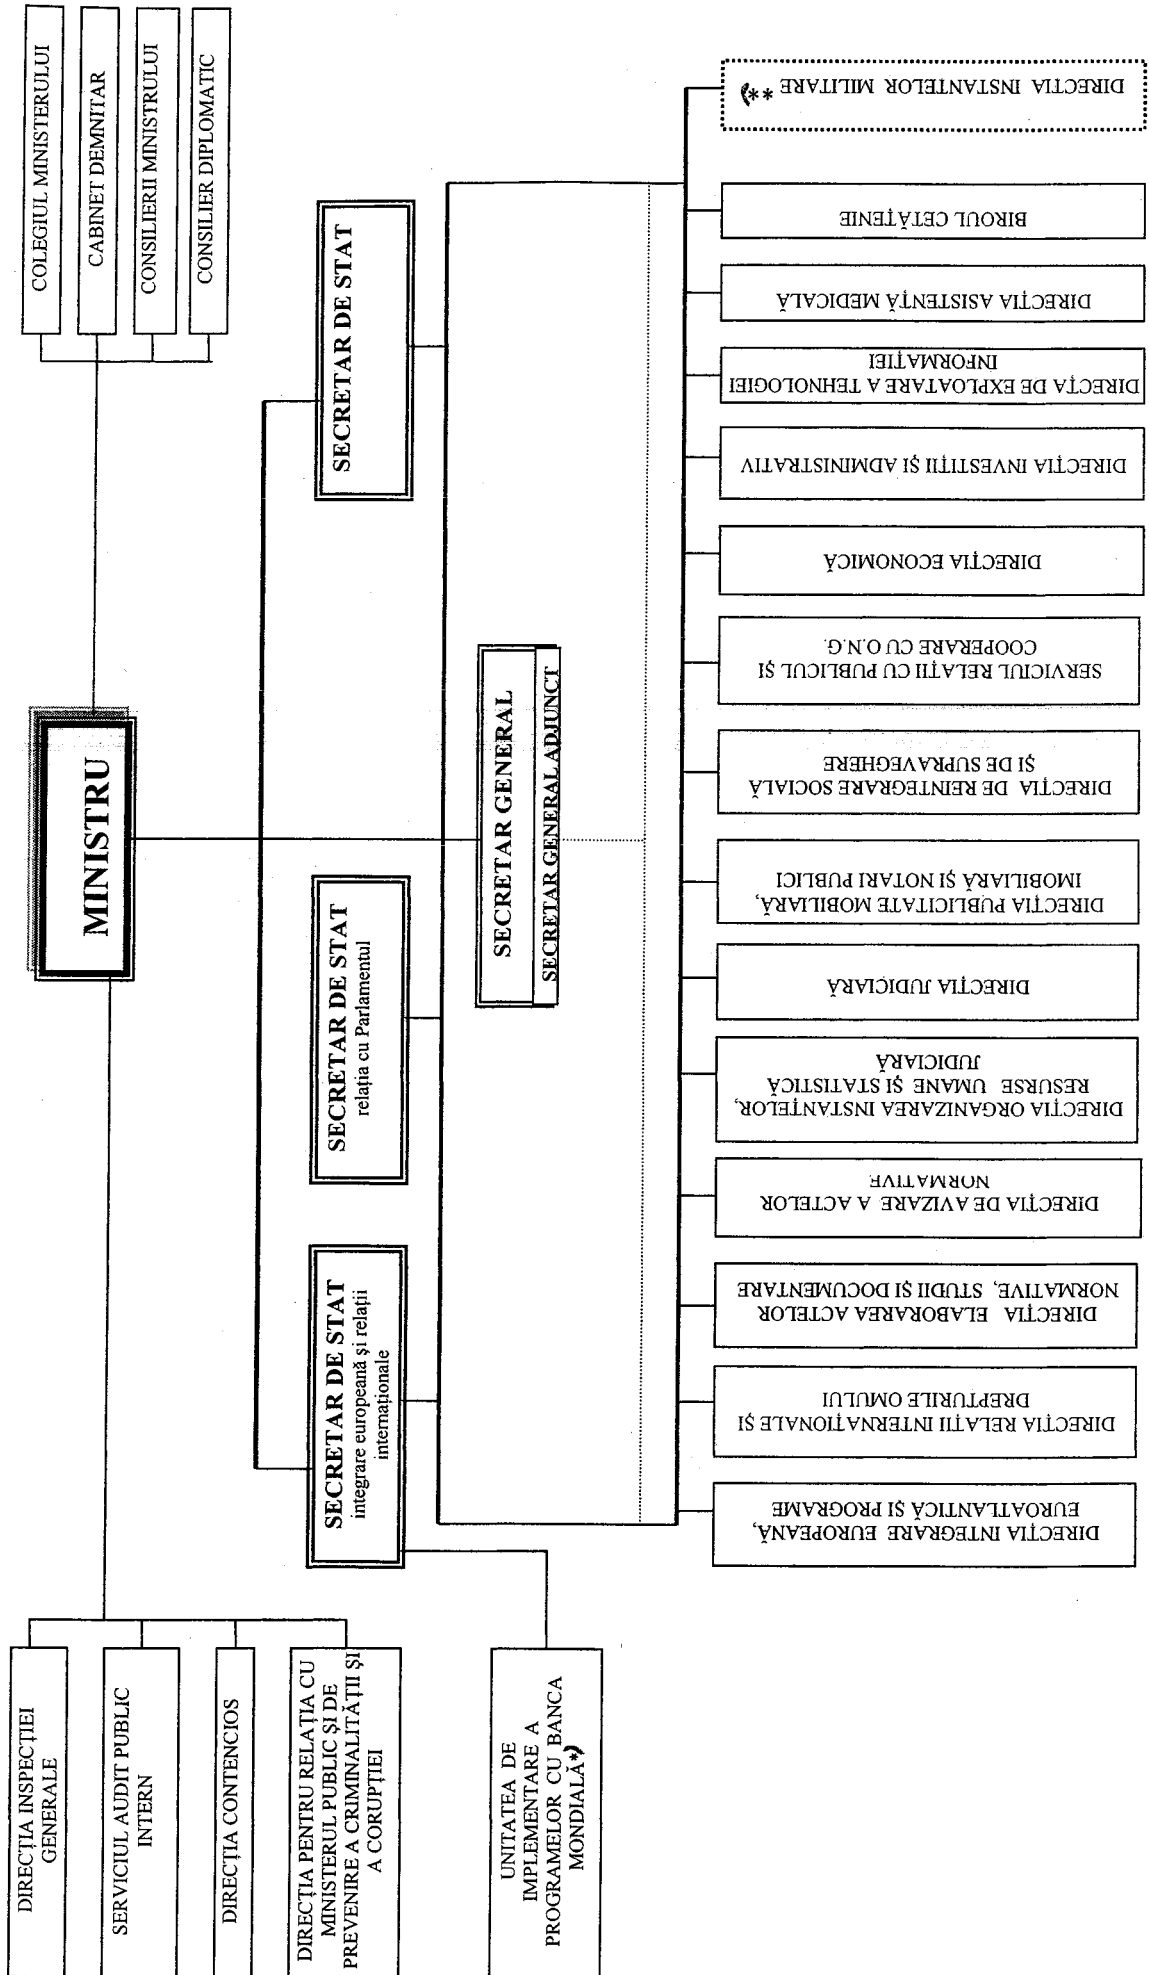 MINISTRU
COLEGIUL MINISTERULUI
CABINET DEMNITAR
CONSILIERII MINISTRULUI
CONSILIER DIPLOMATIC
DIRECȚIA INSPECȚIEI
GENERALE
SERVICIUL AUDIT PUBLIC
INTERN
DIRECȚIA CONTENCIOS
DIRECȚIA PENTRU RELAȚIA CU
MINISTERUL PUBLIC ȘI DE
PREVENIRE A CRIMINALITĂȚII ȘI
A CORUPȚIEI
SECRETAR DE STAT
integrare europeană și relații
internaționale
SECRETAR DE STAT
relația cu Parlamentul
SECRETAR DE STAT
UNITATEA DE
IMPLEMENTARE A
PROGRAMELOR CU BANCA
MONDIALĂ*)
SECRETAR GENERAL
SECRETAR GENERAL ADJUNCT
DIRECȚIA INTEGRARE EUROPEANĂ,
EUROATLANTICĂ ȘI PROGRAME
DIRECȚIA RELAȚII INTERNAȚIONALE ȘI
DREPTURILE OMULUI
DIRECȚIA ELABORAREA ACTELOR
NORMATIVE, STUDII ȘI DOCUMENTARE
DIRECȚIA DE AVIZARE A ACTELOR
NORMATIVE
DIRECȚIA ORGANIZAREA INSTANȚELOR,
RESURSE UMANE ȘI STATISTICĂ
JUDICIARĂ
DIRECȚIA JUDICIARĂ
DIRECȚIA PUBLICITATE MOBILIARĂ,
IMOBILIARĂ ȘI NOTARI PUBLICI
DIRECȚIA DE REINTEGRARE SOCIALĂ
ȘI DE SUPRAVEGHERE
SERVICIUL RELAȚII CU PUBLICUL ȘI
COOPERARE CU O.N.G.
DIRECȚIA ECONOMICĂ
DIRECȚIA INVESTIȚII ȘI ADMINISTRATIV
DIRECȚIA DE EXPLOATARE A TEHNOLOGIEI
INFORMAȚIEI
DIRECȚIA ASISTENȚĂ MEDICALĂ
BIROUL CETĂȚENIE
DIRECTIA INSTANTELOR MILITARE **)